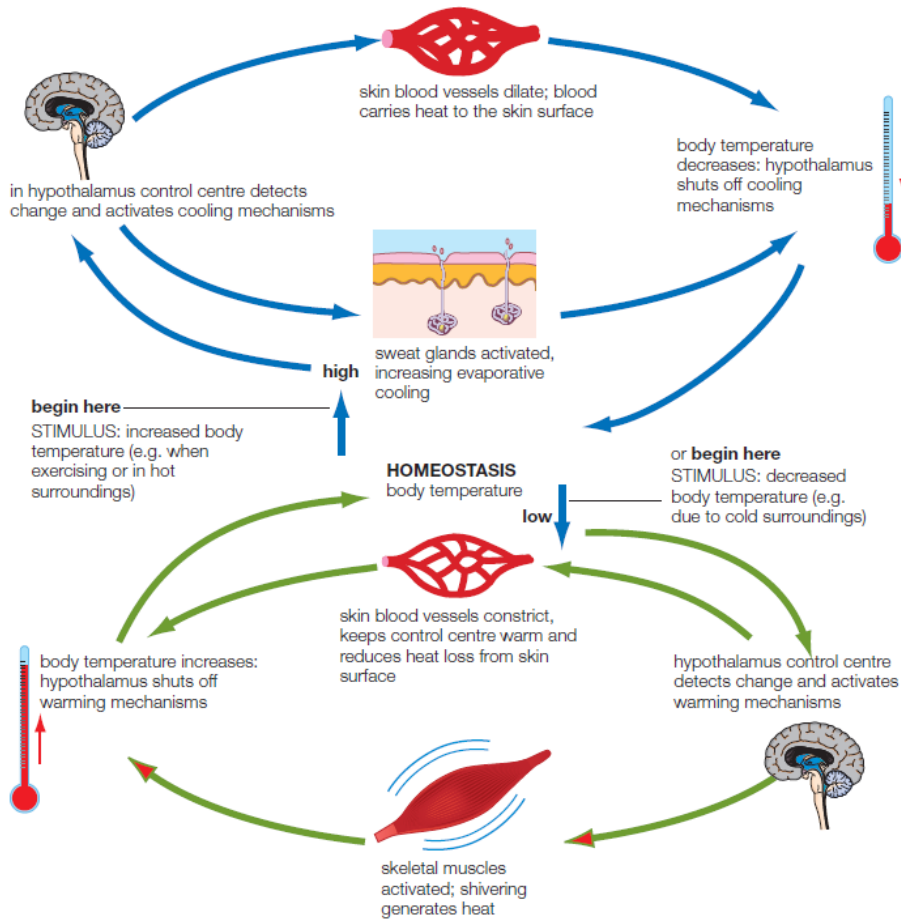 skin blood vessels dilate; blood
carries heat to the skin surface
body temperature
decreases: hypothalamus
shuts off cooling
mechanisms
in hypothalamus control centre detects
change and activates cooling mechanisms
sweat glands activated,
increasing evaporative
cooling
high
begin here
STIMULUS: increased body
temperature (e.g. when
exercising or in hot
surroundings)
HOMEOSTASIS
body temperature
or begin here
STIMULUS: decreased
body temperature (e.g.
due to cold surroundings)
low
skin blood vessels constrict,
keeps control centre warm and
reduces heat loss from skin
surface
body temperature increases:
hypothalamus shuts off
warming mechanisms
hypothalamus control centre
detects change and activates
warming mechanisms
skeletal muscles
activated; shivering
generates heat